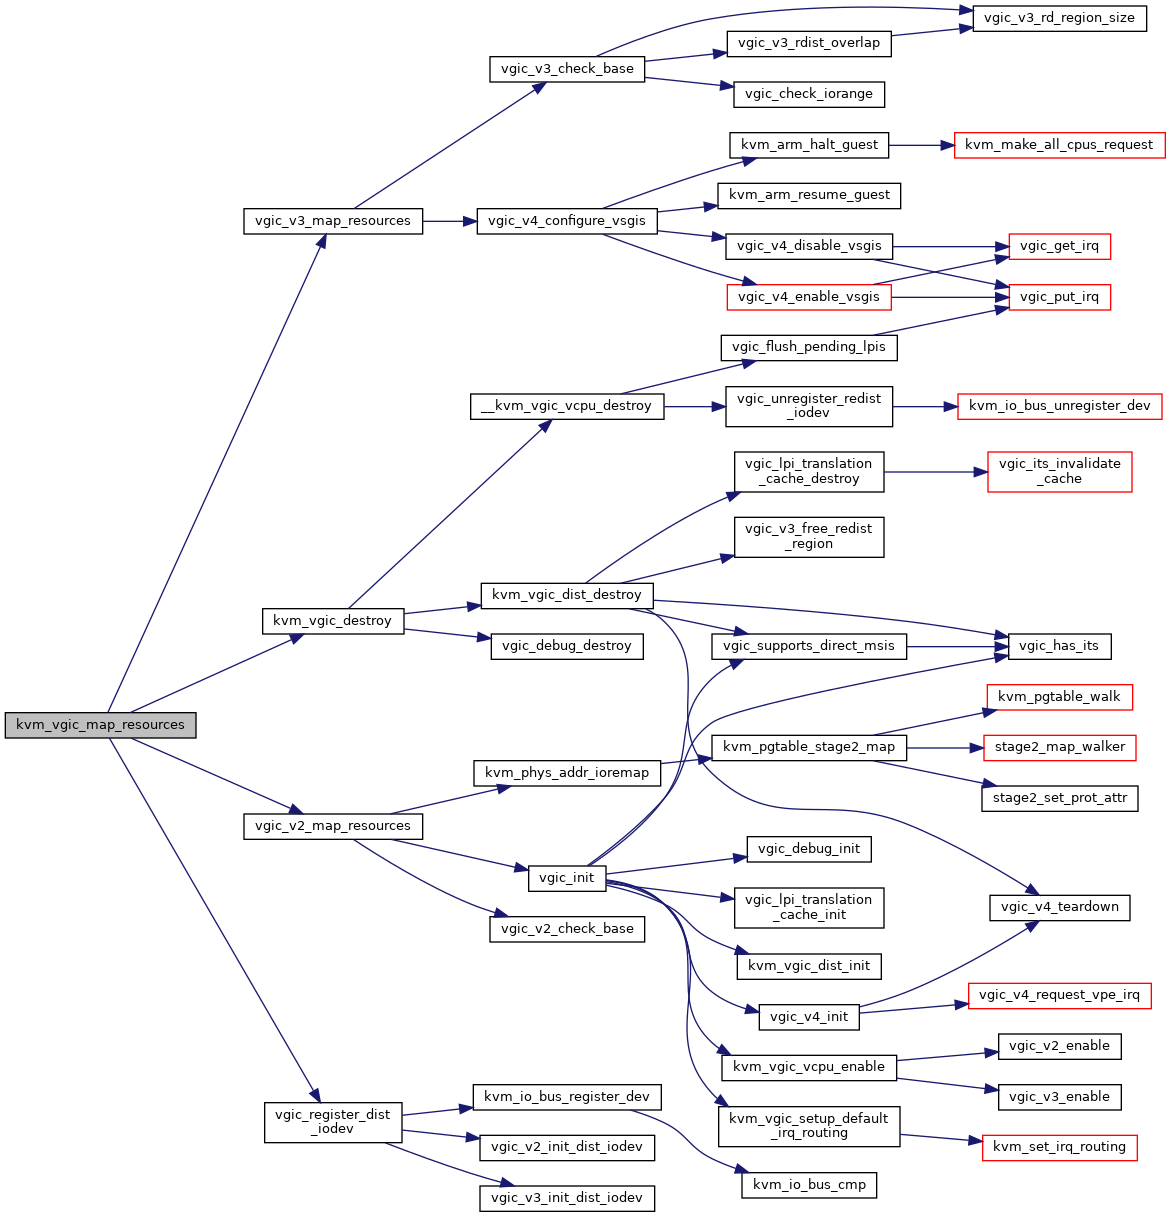 vgic_v3_rd_region_size
vgic_v3_rdist_overlap
vgic_v3_check_base
vgic_check_iorange
kvm_arm_halt_guest
kvm_make_all_cpus_request
kvm_arm_resume_guest
vgic_v3_map_resources
vgic_v4_configure_vsgis
vgic_v4_disable_vsgis
vgic_get_irq
vgic_v4_enable_vsgis
vgic_put_irq
vgic_flush_pending_lpis
__kvm_vgic_vcpu_destroy
vgic_unregister_redist
_iodev
kvm_io_bus_unregister_dev
vgic_lpi_translation
_cache_destroy
vgic_its_invalidate
_cache
vgic_v3_free_redist
_region
kvm_vgic_dist_destroy
kvm_vgic_destroy
vgic_debug_destroy
vgic_supports_direct_msis
vgic_has_its
kvm_pgtable_walk
kvm_vgic_map_resources
kvm_pgtable_stage2_map
stage2_map_walker
kvm_phys_addr_ioremap
stage2_set_prot_attr
vgic_v2_map_resources
vgic_debug_init
vgic_init
vgic_lpi_translation
_cache_init
vgic_v4_teardown
vgic_v2_check_base
kvm_vgic_dist_init
vgic_v4_request_vpe_irq
vgic_v4_init
vgic_v2_enable
kvm_vgic_vcpu_enable
vgic_v3_enable
kvm_io_bus_register_dev
vgic_register_dist
_iodev
kvm_vgic_setup_default
_irq_routing
vgic_v2_init_dist_iodev
kvm_set_irq_routing
kvm_io_bus_cmp
vgic_v3_init_dist_iodev